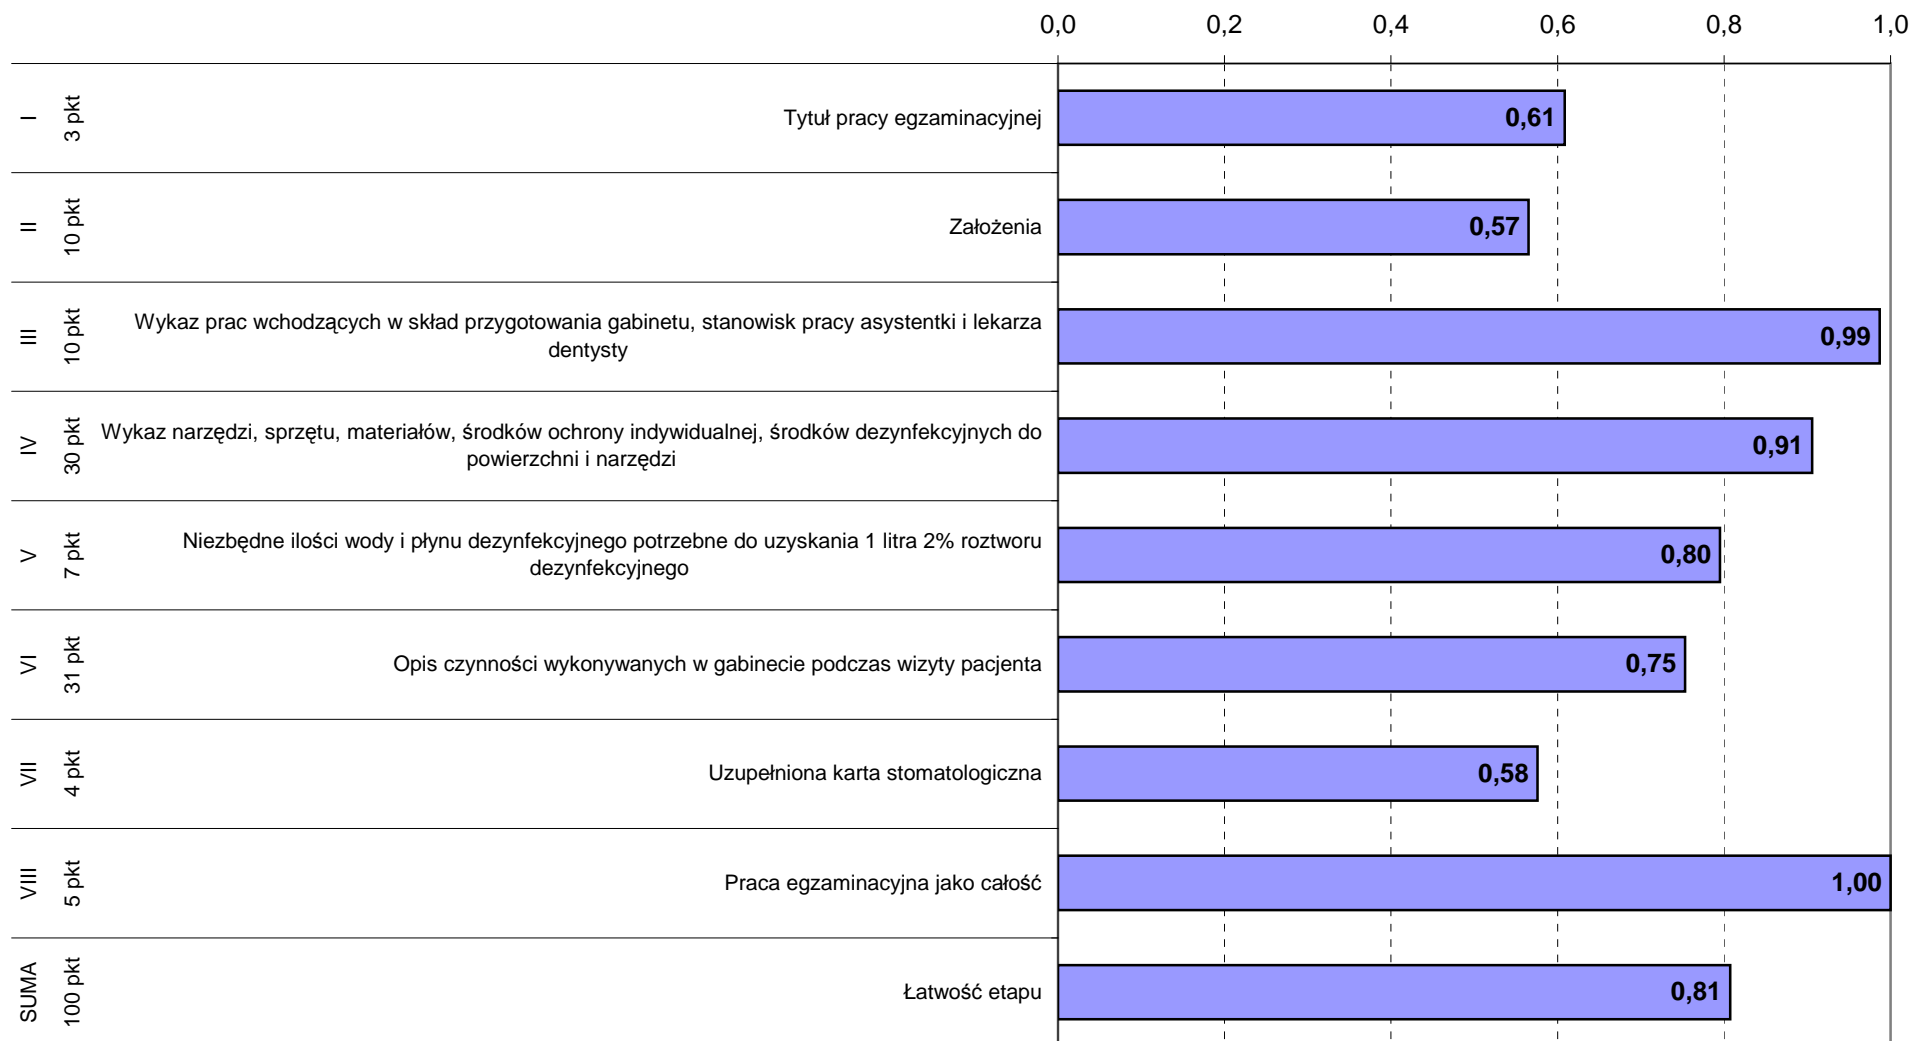 0,0 0,2 0,4 0,6 0,8 1,0
I 3 pkt Tytuł pracy egzaminacyjnej 0,61
II 10 pkt Założenia 0,57
III 10 pkt Wykaz prac wchodzących w skład przygotowania gabinetu, stanowisk pracy asystentki i lekarza
dentysty 0,99
IV 30 pkt Wykaz narzędzi, sprzętu, materiałów, środków ochrony indywidualnej, środków dezynfekcyjnych do
powierzchni i narzędzi 0,91
V 7 pkt Niezbędne ilości wody i płynu dezynfekcyjnego potrzebne do uzyskania 1 litra 2% roztworu
dezynfekcyjnego 0,80
VI 31 pkt Opis czynności wykonywanych w gabinecie podczas wizyty pacjenta 0,75
VII 4 pkt Uzupełniona karta stomatologiczna 0,58
VIII 5 pkt Praca egzaminacyjna jako całość 1,00
SUMA 100 pkt Łatwość etapu 0,81